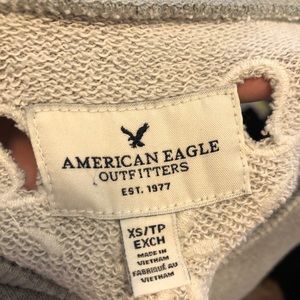 AMERICAN EAGLE
OUTFITTERS
EST. 1977
XS/TP
EXCH
MADE IN
VIETNAM
FABRIQUÉ AU
VIETNAM